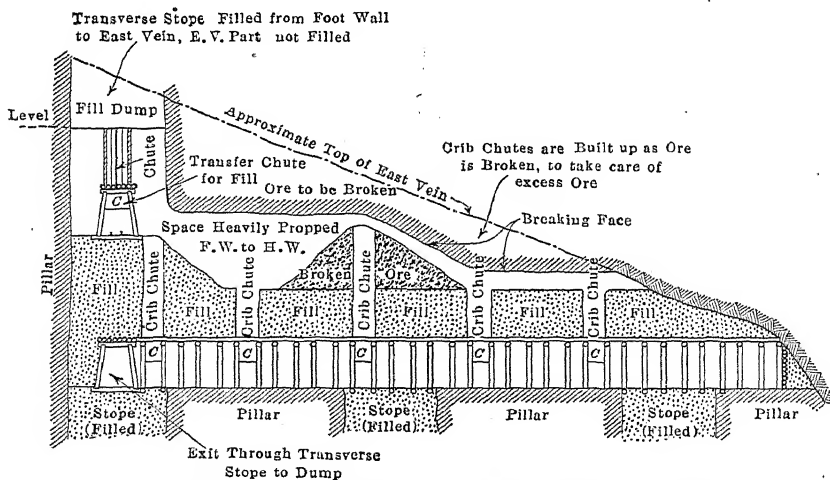 Transverse Stope Filled from Foot Wall
to East Vein, E.V. Part not Filled
Level
Fill Dump
Approximate Top of East Vein
Chute
Transfer Chute
for Fill
C
Crib Chutes are Built up as Ore
is Broken, to take care of
excess Ore
Ore to be Broken
Breaking Face
Space Heavily Propped
F.W. to H.W.
Pillar
Fill
Crib Chute
Fill
Crib Chute
Broken
Fill
Crib Chute
Ore
Fill
Crib Chute
Fill
Crib Chute
Fill
C
C
C
C
C
Stope
(Filled)
Pillar
Stope
(Filled)
Pillar
Stope
(Filled)
Pillar
Exit Through Transverse
Stope to Dump